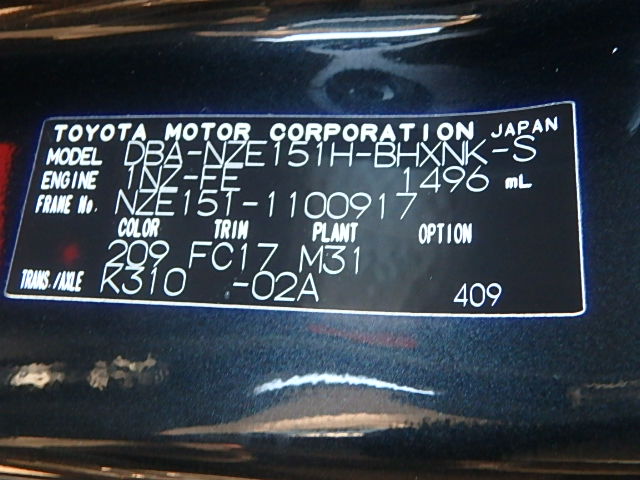 TOYOTA MOTOR CORPORATION JAPAN
MODEL DBA-NZE151H-BHXNK-S
ENGINE 1NZ-FE 1496 mL
FRAME No. NZE151-1100917
COLOR TRIM PLANT OPTION
209 FC17 M31
TRANS./AXLE K310 -02A 409